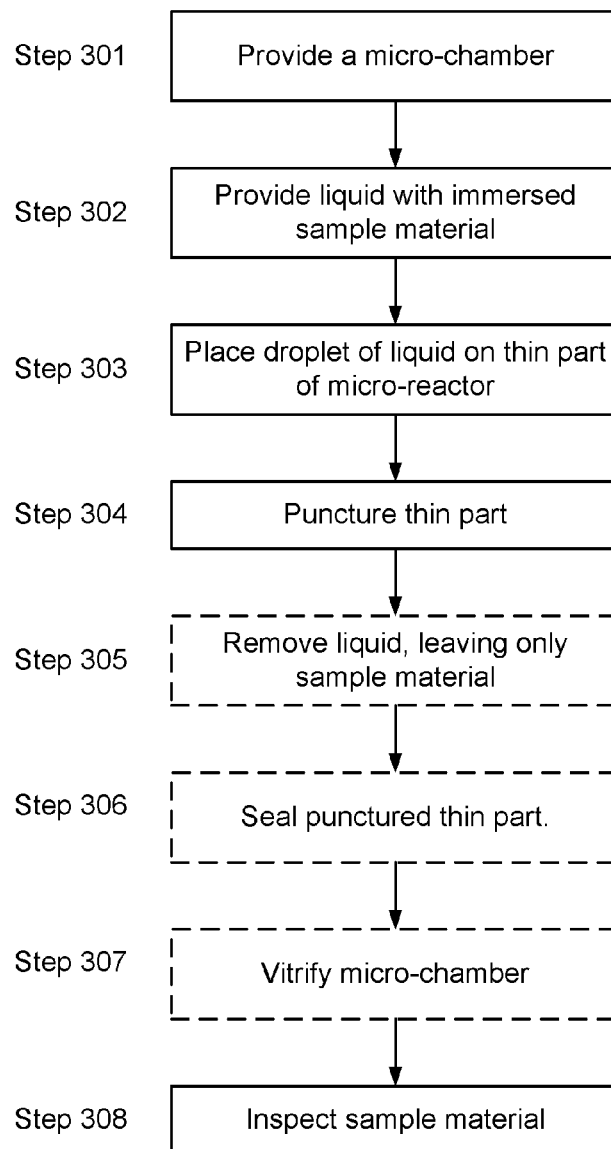 Step 301
Provide a micro-chamber
Step 302
Provide liquid with immersed
sample material
Step 303
Place droplet of liquid on thin part
of micro-reactor
Step 304
Puncture thin part
Step 305
Remove liquid, leaving only
sample material
Step 306
Seal punctured thin part.
Step 307
Vitrify micro-chamber
Step 308
Inspect sample material